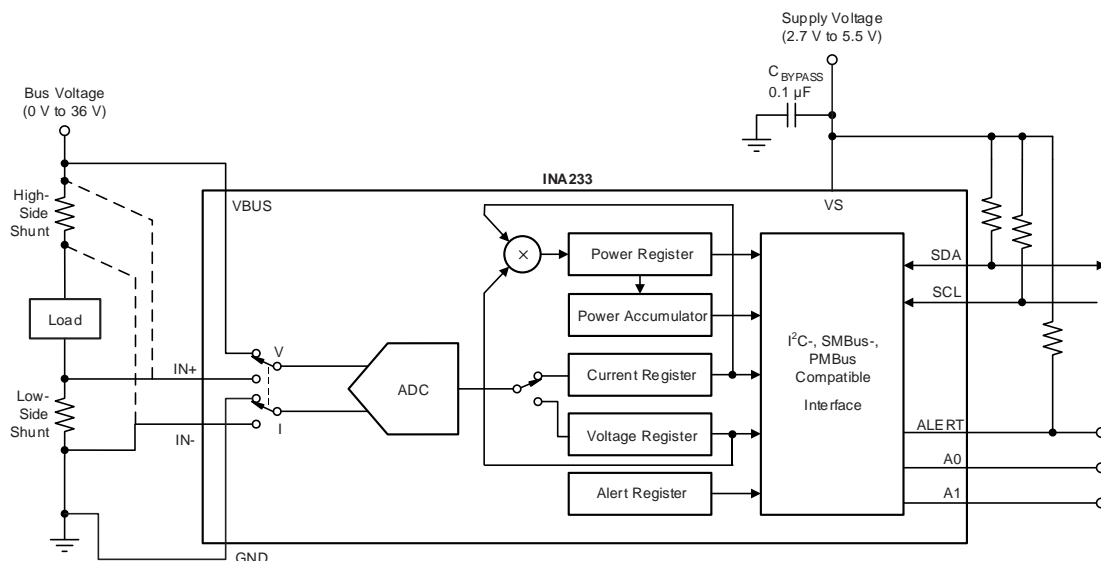 Supply Voltage
(2.7 V to 5.5 V)
C BYPASS
0.1 µF
Bus Voltage
(0 V to 36 V)
INA233
VBUS
VS
High-
Side
Shunt
×
Power Register
SDA
Power Accumulator
SCL
Load
I²C-, SMBus-,
PMBus
Compatible
Interface
V
IN+
ADC
Current Register
Low-
Side
Shunt
I
IN-
Voltage Register
ALERT
A0
Alert Register
A1
GND